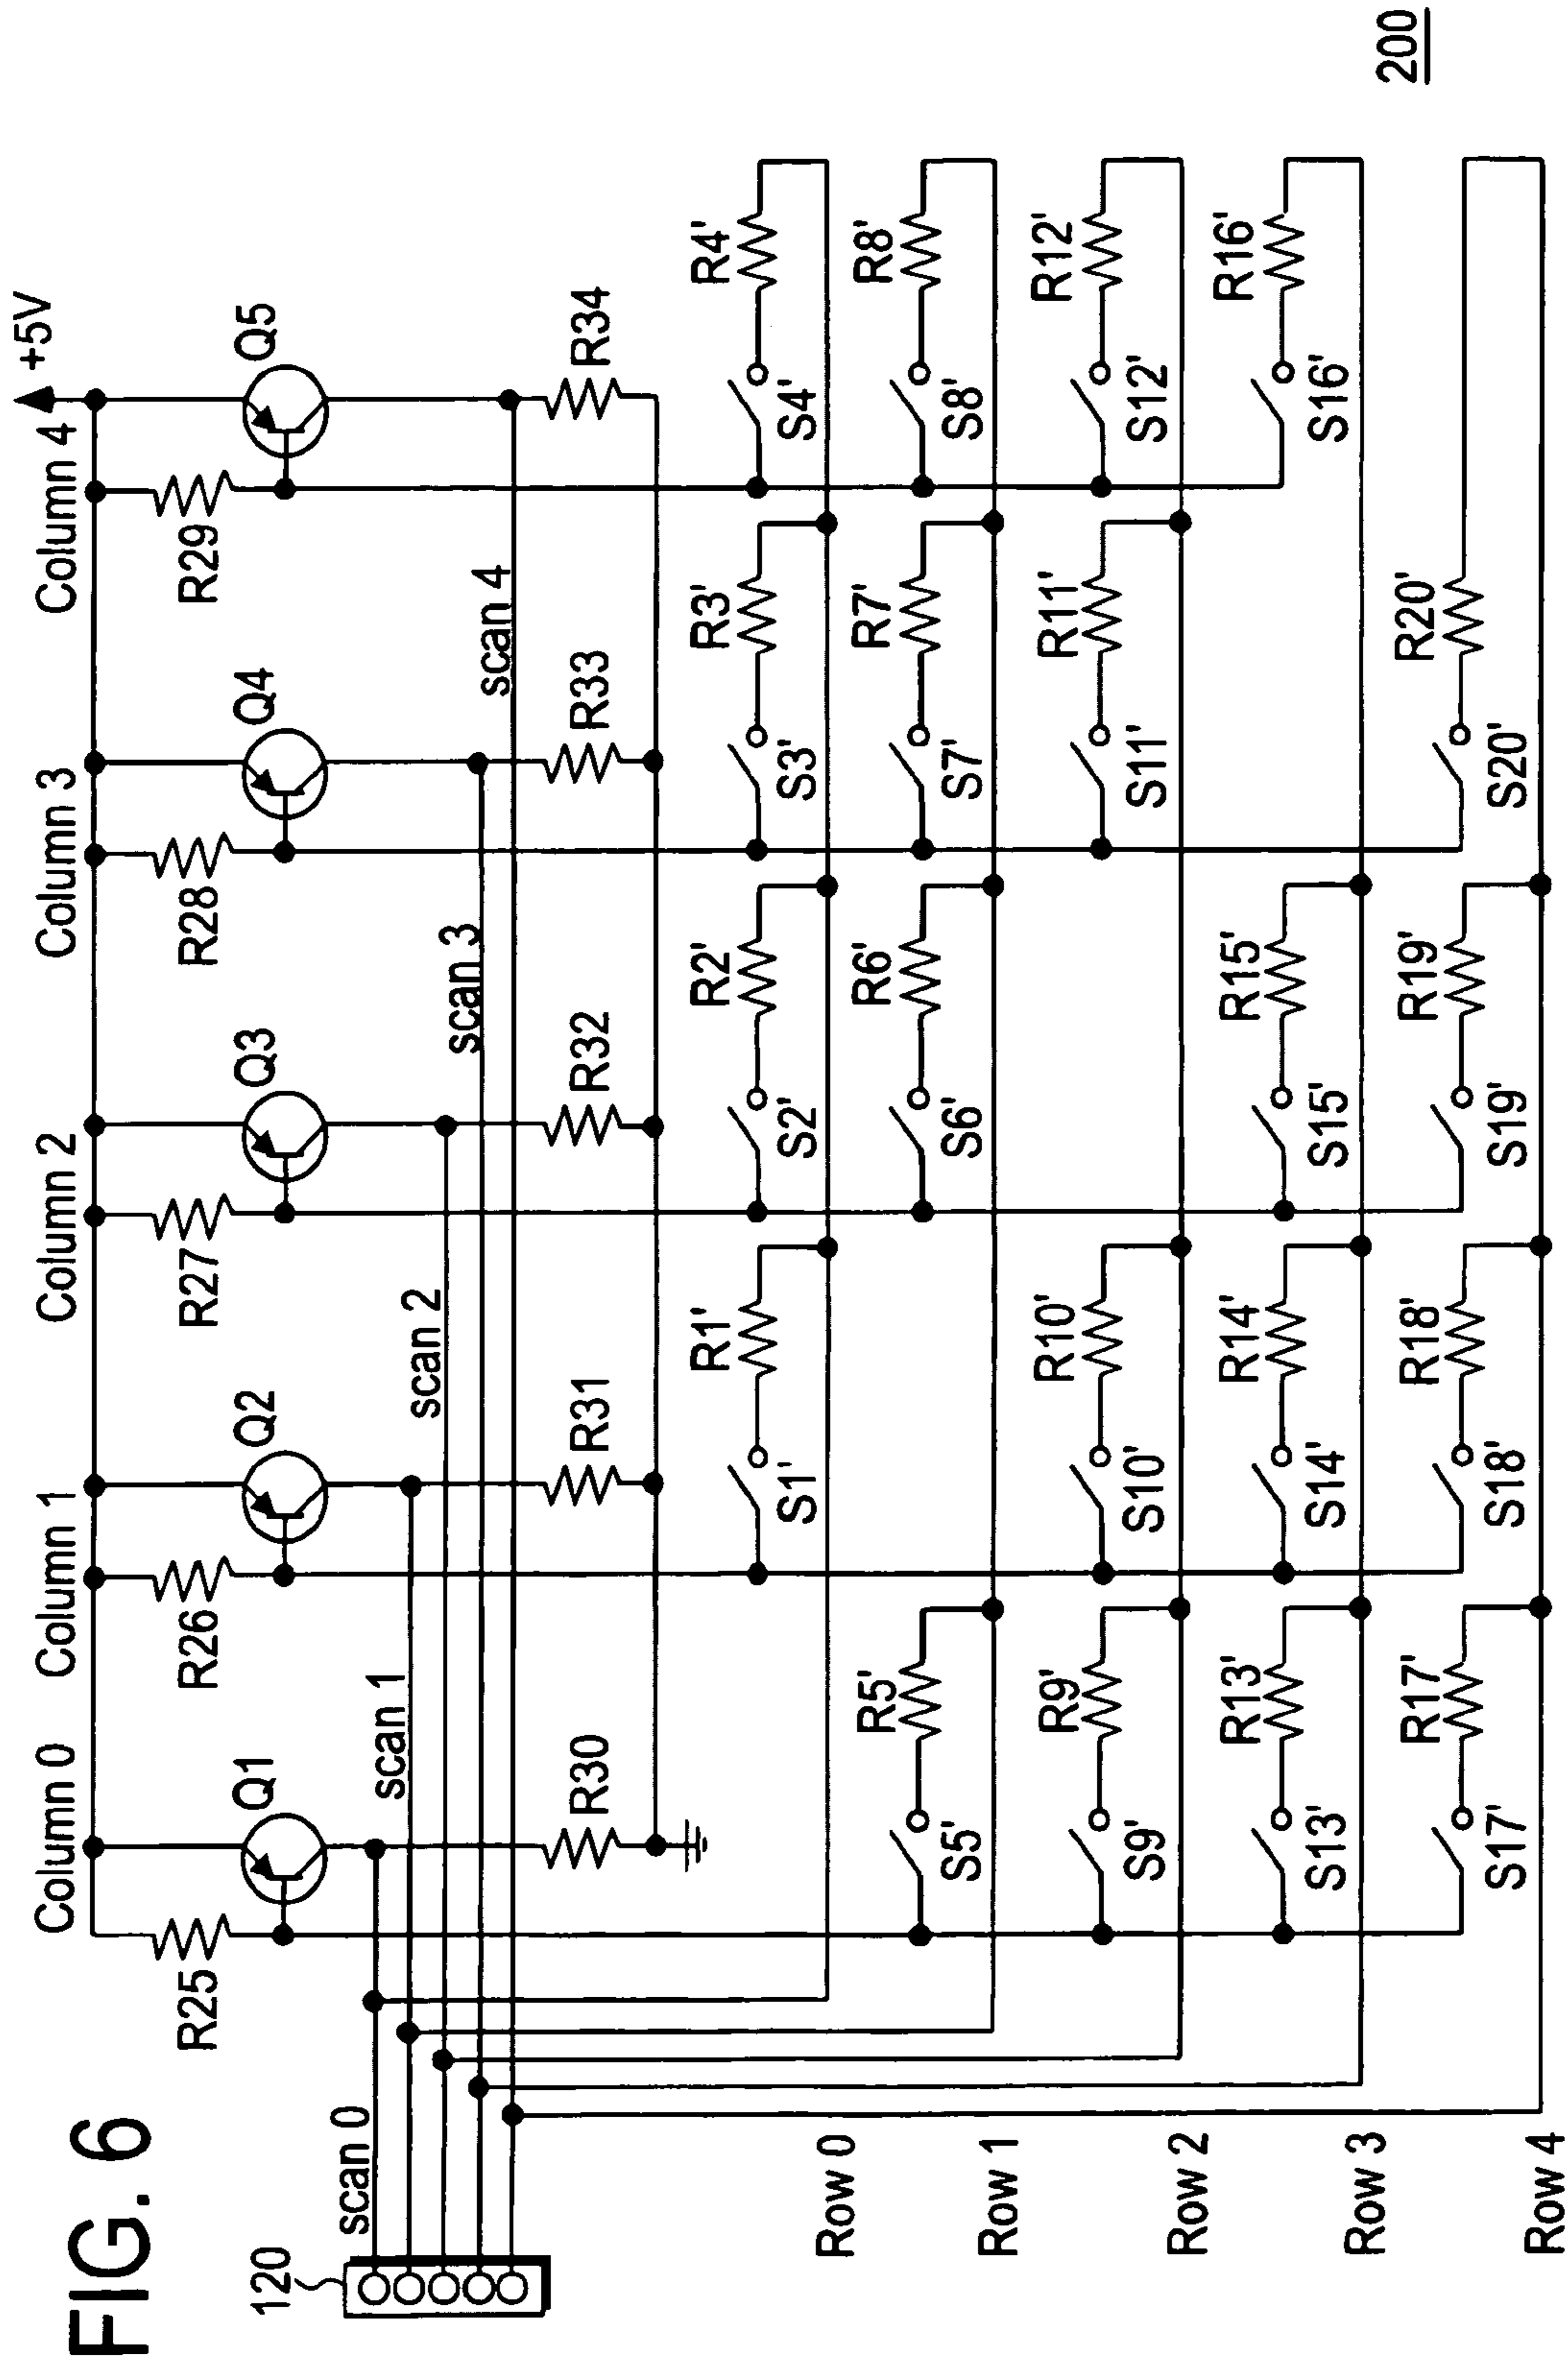 FIG. 6
200
Column 0 Column 1 Column 2 Column 3 Column 4 +5V
R25 Q1 R26 Q2 R27 Q3 R28 Q4 R29 Q5
120
scan 0 scan 1 scan 2 scan 3 scan 4
R30 R31 R32 R33 R34
R1' R2' R3' R4'
S1' S2' S3' S4'
Row 0
R5' R6' R7' R8'
S5' S6' S7' S8'
Row 1
R9' R10' R11' R12'
S9' S10' S11' S12'
Row 2
R13' R14' R15' R16'
S13' S14' S15' S16'
Row 3
R17' R18' R19' R20'
S17' S18' S19' S20'
Row 4